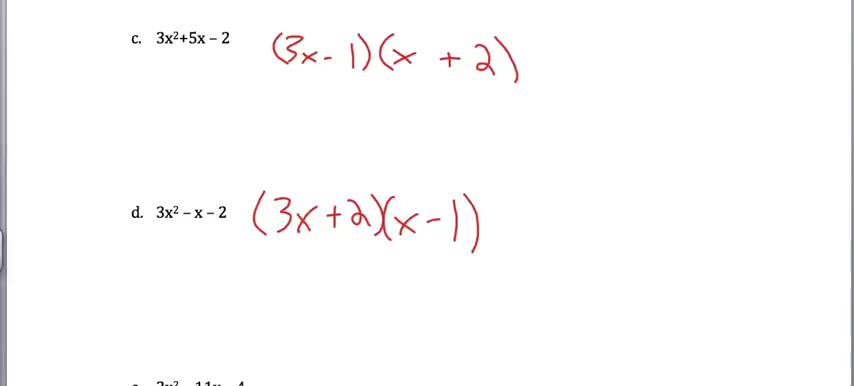 c. 3x²+5x – 2 (3x - 1)(x + 2)
d. 3x² – x – 2 (3x+2)(x-1)